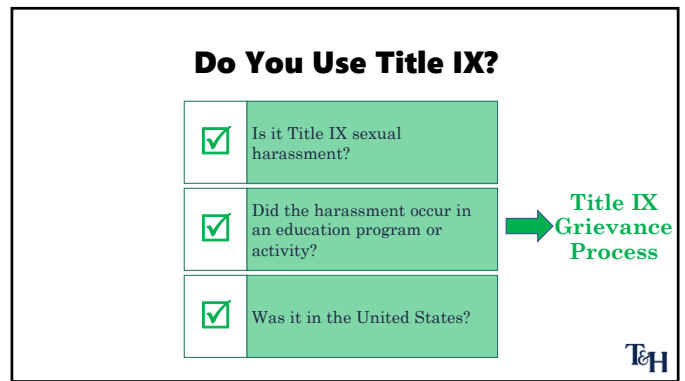 Do You Use Title IX?
Is it Title IX sexual
harassment?
Did the harassment occur in
an education program or
activity?
Title IX
Grievance
Process
Was it in the United States?
T&H